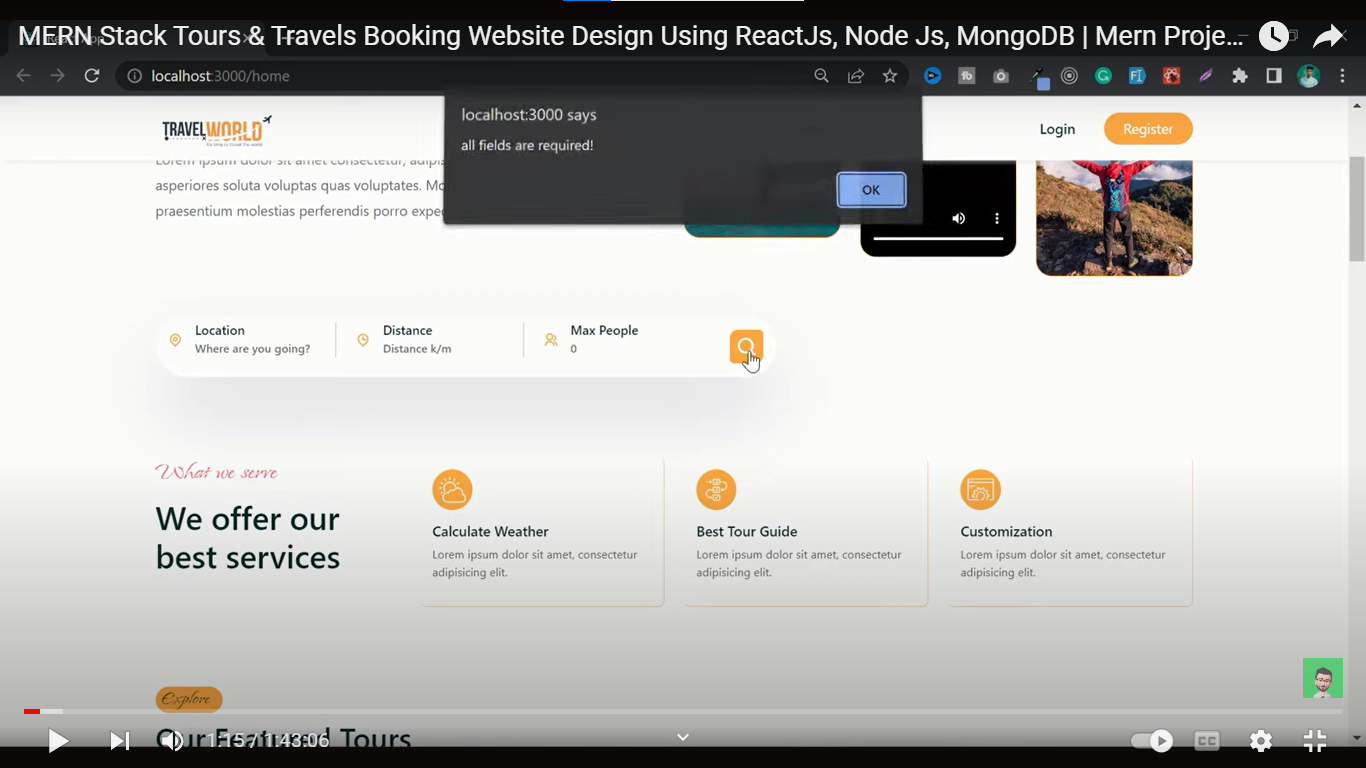 MERN Stack Tours & Travels Booking Website Design Using ReactJs, Node Js, MongoDB | Mern Proje...
localhost:3000/home
localhost:3000 says
all fields are required!
OK
TRAVELWORLD
Login
Register
Lorem ipsum dolor sit amet consectetur, adipis
asperiores soluta voluptas quas voluptates. Mo
praesentium molestias perferendis porro expe
Location
Where are you going?
Distance
Distance k/m
Max People
0
What we serve
We offer our
best services
Calculate Weather
Lorem ipsum dolor sit amet, consectetur
adipisicing elit.
Best Tour Guide
Lorem ipsum dolor sit amet, consectetur
adipisicing elit.
Customization
Lorem ipsum dolor sit amet, consectetur
adipisicing elit.
Explore
Our Featured Tours
1:15 / 1:43:06
CC